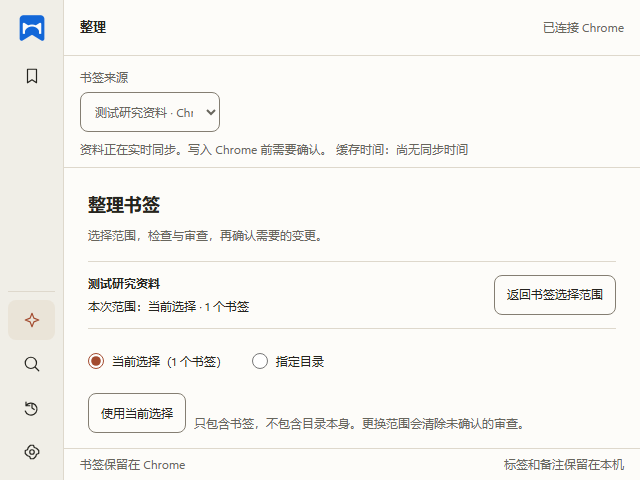 整理
已连接 Chrome
书签来源
测试研究资料 · Chr
资料正在实时同步。写入 Chrome 前需要确认。 缓存时间：尚无同步时间
整理书签
选择范围，检查与审查，再确认需要的变更。
测试研究资料
本次范围：当前选择 · 1 个书签
返回书签选择范围
当前选择（1 个书签）
指定目录
使用当前选择
只包含书签，不包含目录本身。更换范围会清除未确认的审查。
书签保留在 Chrome
标签和备注保留在本机